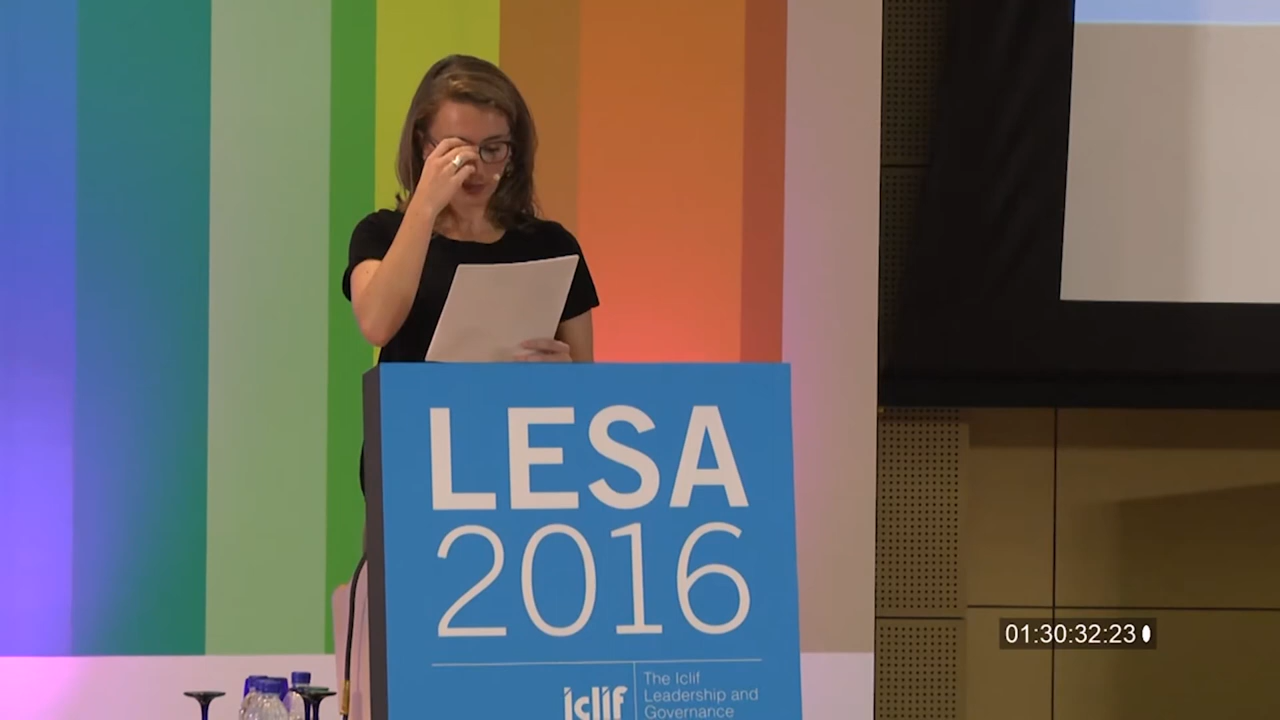 LESA
2016
iclif
The Iclif
Leadership and
Governance
01:30:32:23